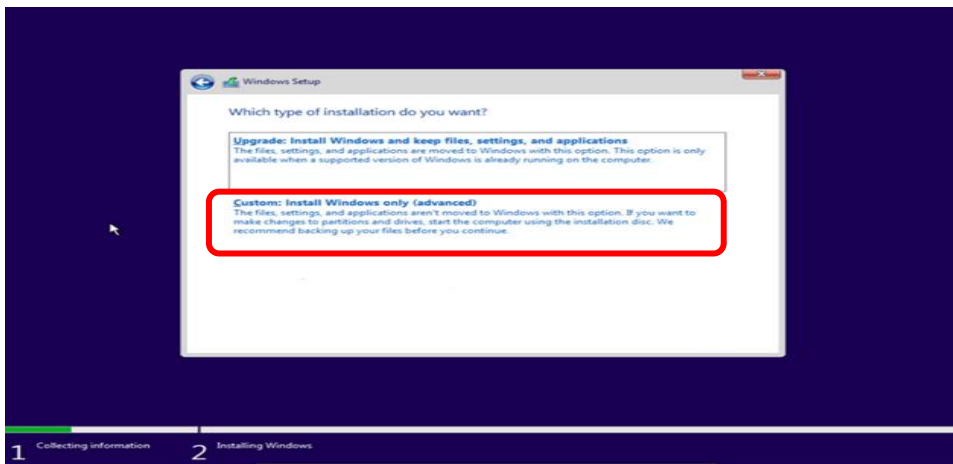 Windows Setup
Which type of installation do you want?
Upgrade: Install Windows and keep files, settings, and applications
The files, settings, and applications are moved to Windows with this option. This option is only
available when a supported version of Windows is already running on the computer.
Custom: Install Windows only (advanced)
The files, settings, and applications aren't moved to Windows with this option. If you want to
make changes to partitions and drives, start the computer using the installation disc. We
recommend backing up your files before you continue.
1 Collecting information 2 Installing Windows